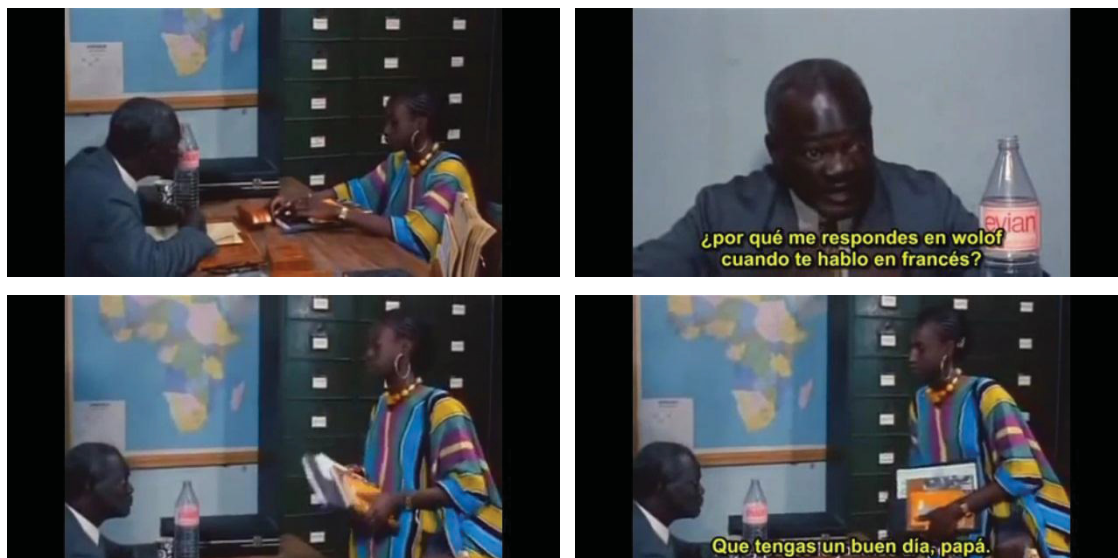 evian
¿por qué me respondes en wolof
cuando te hablo en francés?
Que tengas un buen día, papá.